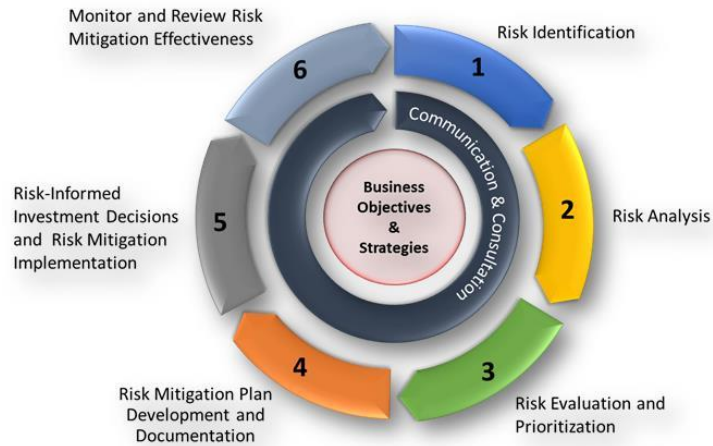 Monitor and Review Risk
Mitigation Effectiveness
6
1
Risk Identification
2
Risk Analysis
3
Risk Evaluation and
Prioritization
4
Risk Mitigation Plan
Development and
Documentation
5
Risk-Informed
Investment Decisions
and Risk Mitigation
Implementation
Communication & Consultation
Business
Objectives
&
Strategies